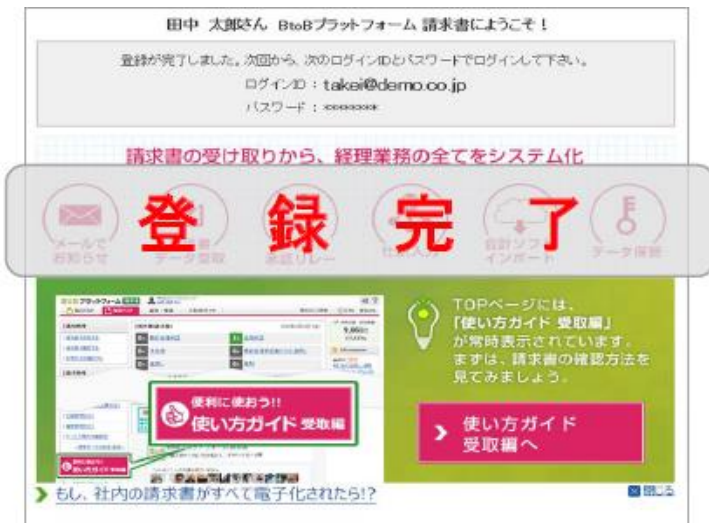 田中 太郎さん BtoBプラットフォーム 請求書にようこそ！
登録が完了しました。次回から、次のログインIDとパスワードでログインして下さい。
ログインID：takei@demo.co.jp
パスワード：********
請求書の受け取りから、経理業務の全てをシステム化
登 録 完 了
メールで
お知らせ
データ受取
承認リレー
会計ソフト
インポート
データ保管
TOPページには、
「使い方ガイド 受取編」
が常時表示されています。
まずは、請求書の確認方法を
見てみましょう。
便利に使おう!!
使い方ガイド 受取編
使い方ガイド
受取編へ
もし、社内の請求書がすべて電子化されたら!?
閉じる